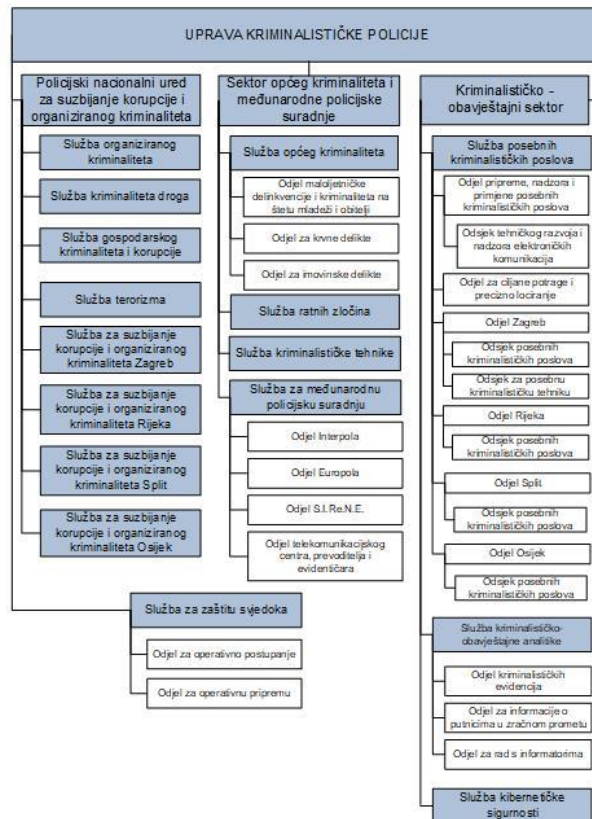 UPRAVA KRIMINALISTIČKE POLICIJE
Policijski nacionalni ured
za suzbijanje korupcije i
organiziranog kriminaliteta
Služba organiziranog
kriminaliteta
Služba kriminaliteta droga
Služba gospodarskog
kriminaliteta i korupcije
Služba terorizma
Služba za suzbijanje
korupcije i organiziranog
kriminaliteta Zagreb
Služba za suzbijanje
korupcije i organiziranog
kriminaliteta Rijeka
Služba za suzbijanje
korupcije i organiziranog
kriminaliteta Split
Služba za suzbijanje
korupcije i organiziranog
kriminaliteta Osijek
Sektor općeg kriminaliteta i
međunarodne policijske
suradnje
Služba općeg kriminaliteta
Odjel maloljetničke
delinkvencije i kriminaliteta na
štetu mladeži i obitelji
Odjel za krvne delikte
Odjel za imovinske delikte
Služba ratnih zločina
Služba kriminalističke tehnike
Služba za međunarodnu
policijsku suradnju
Odjel Interpola
Odjel Europola
Odjel S.I.Re.N.E.
Odjel telekomunikacijskog
centra, prevoditelja i
evidentičara
Kriminalističko -
obavještajni sektor
Služba posebnih
kriminalističkih poslova
Odjel pripreme, nadzora i
primjene posebnih
kriminalističkih poslova
Odsjek tehničkog razvoja i
nadzora elektroničkih
komunikacija
Odjel za ciljane potrage i
precizno lociranje
Odjel Zagreb
Odsjek posebnih
kriminalističkih poslova
Odsjek za posebnu
kriminalističku tehniku
Odjel Rijeka
Odsjek posebnih
kriminalističkih poslova
Odjel Split
Odsjek posebnih
kriminalističkih poslova
Odjel Osijek
Odsjek posebnih
kriminalističkih poslova
Služba kriminalističko-
obavještajne analitike
Odjel kriminalističkih
evidencija
Odjel za informacije o
putnicima u zračnom prometu
Odjel za rad s informatorima
Služba kibernetičke
sigurnosti
Služba za zaštitu svjedoka
Odjel za operativno postupanje
Odjel za operativnu pripremu